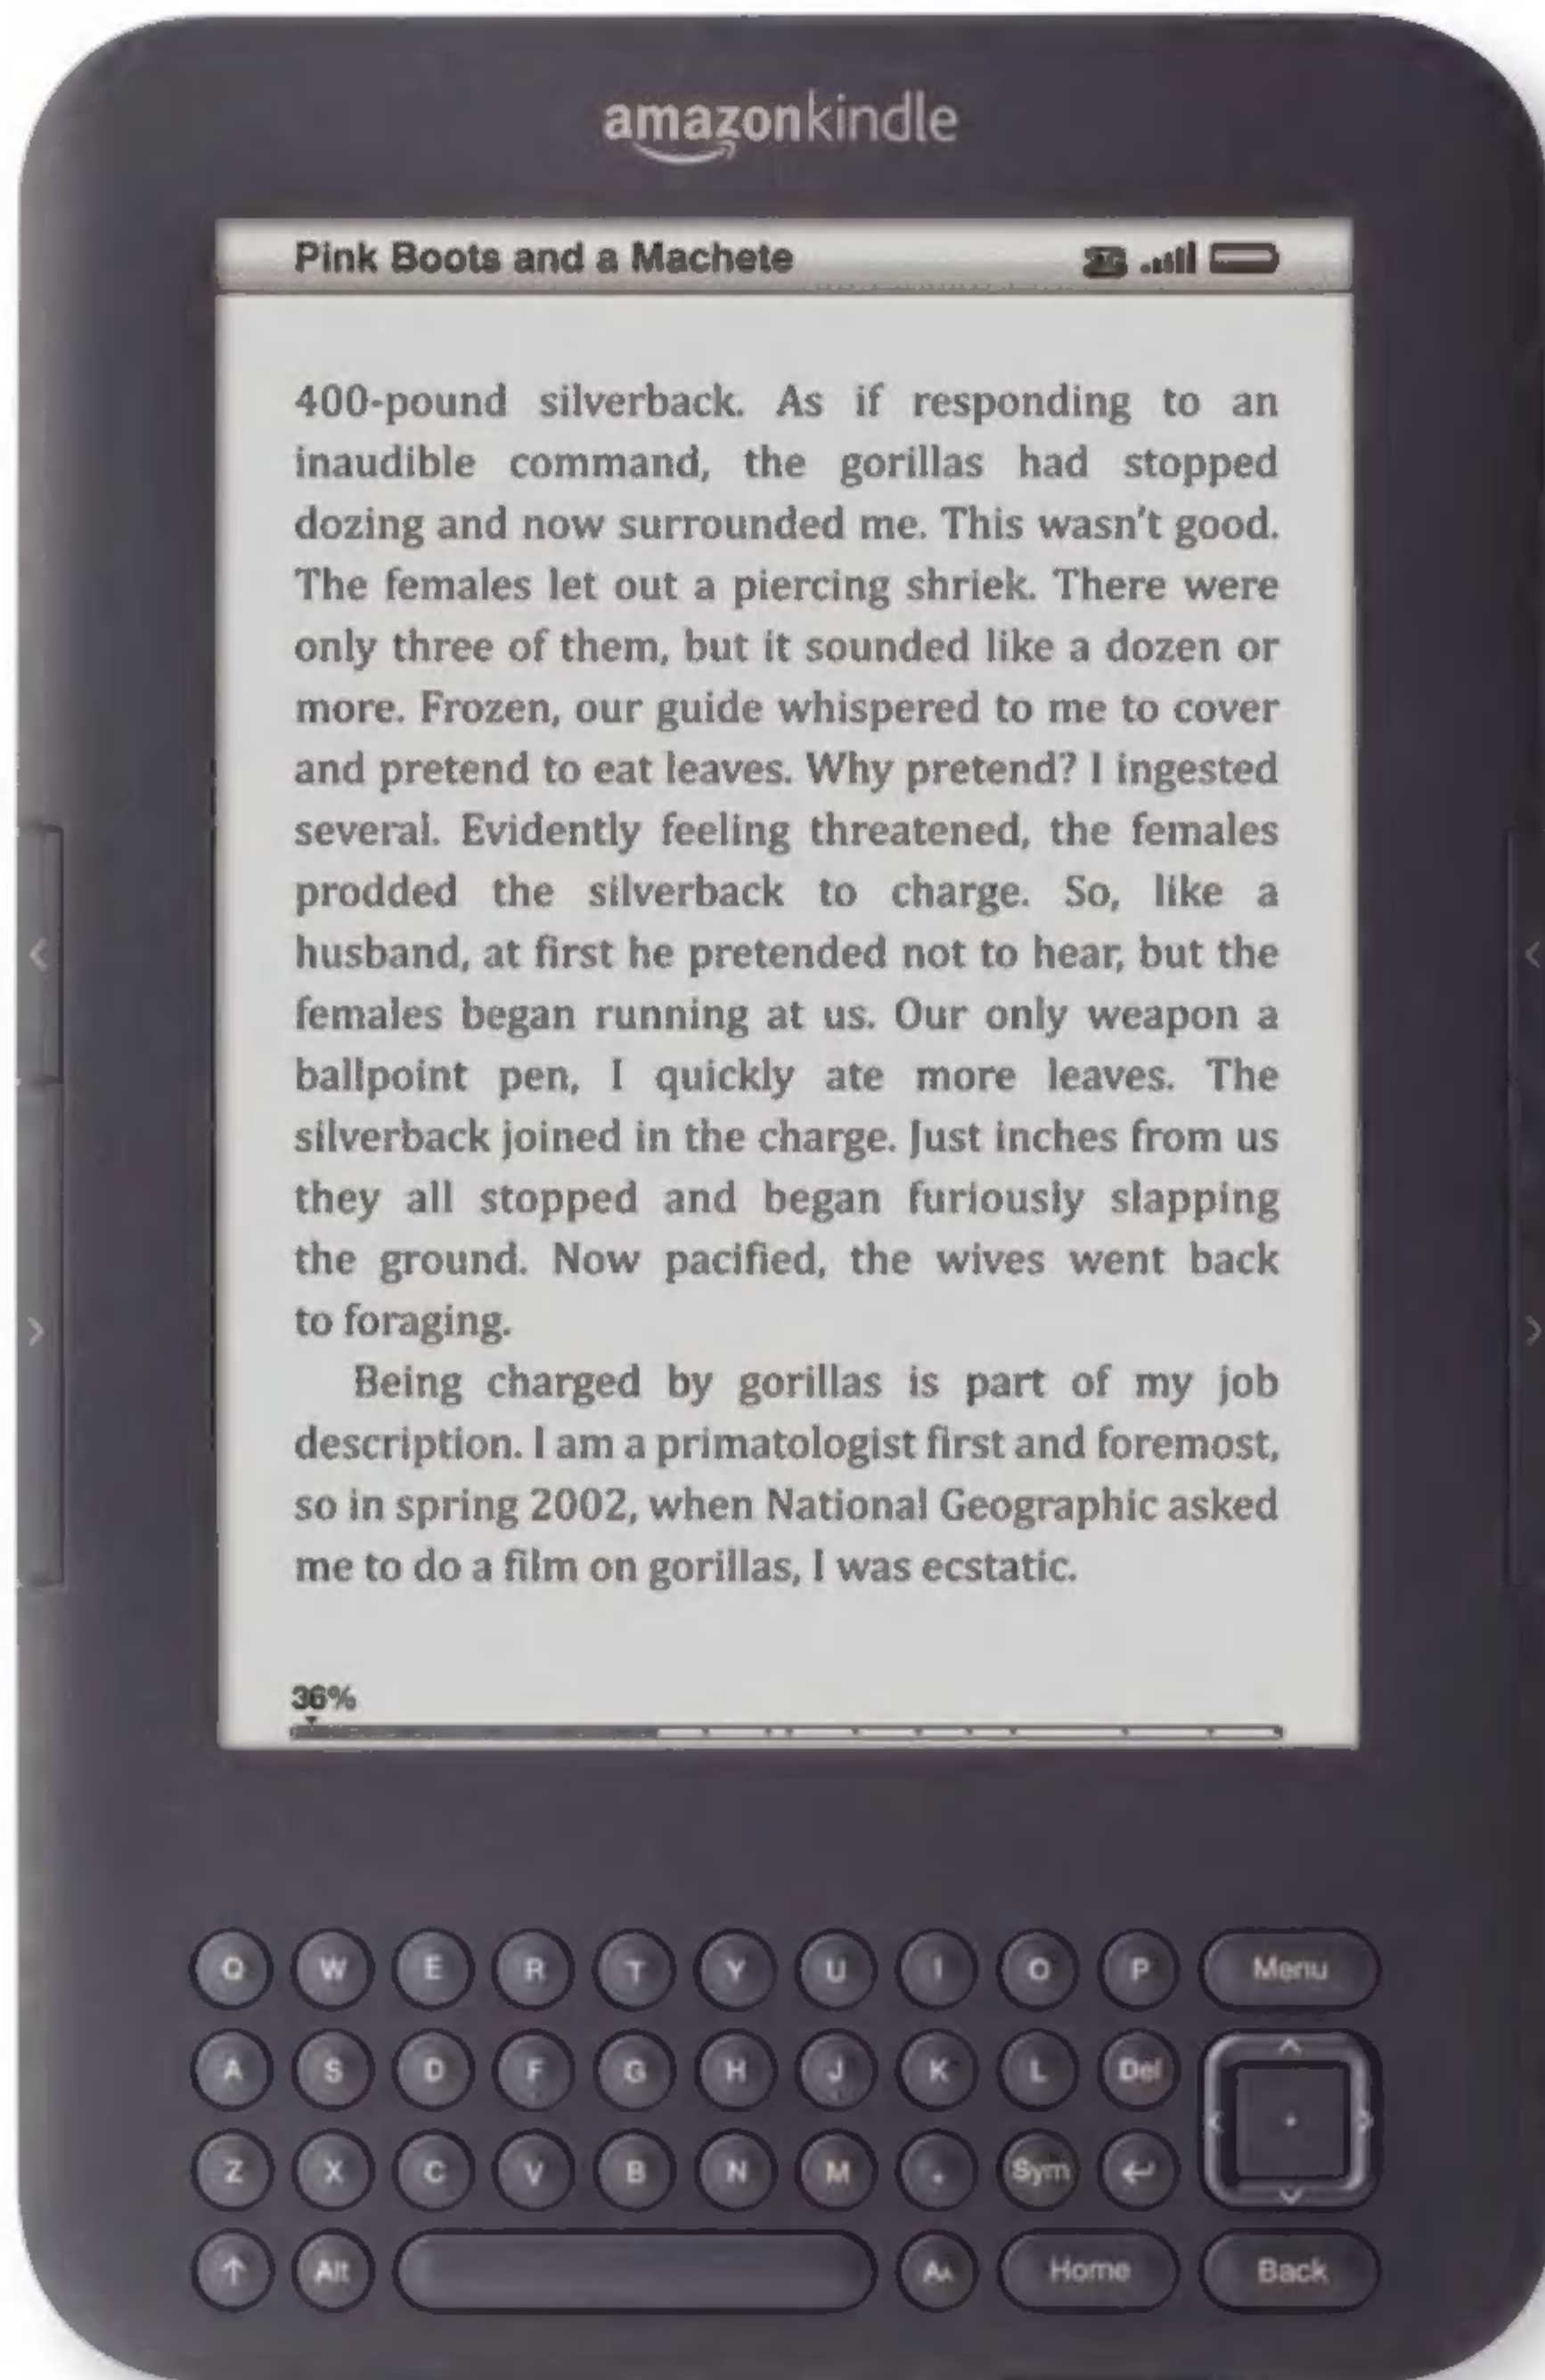 amazonkindle
Pink Boots and a Machete
3G
400-pound silverback. As if responding to an
inaudible command, the gorillas had stopped
dozing and now surrounded me. This wasn't good.
The females let out a piercing shriek. There were
only three of them, but it sounded like a dozen or
more. Frozen, our guide whispered to me to cover
and pretend to eat leaves. Why pretend? I ingested
several. Evidently feeling threatened, the females
prodded the silverback to charge. So, like a
husband, at first he pretended not to hear, but the
females began running at us. Our only weapon a
ballpoint pen, I quickly ate more leaves. The
silverback joined in the charge. Just inches from us
they all stopped and began furiously slapping
the ground. Now pacified, the wives went back
to foraging.
Being charged by gorillas is part of my job
description. I am a primatologist first and foremost,
so in spring 2002, when National Geographic asked
me to do a film on gorillas, I was ecstatic.
36%
Q W E R T Y U I O P Menu
A S D F G H J K L Del
Z X C V B N M . Sym
Alt AA Home Back